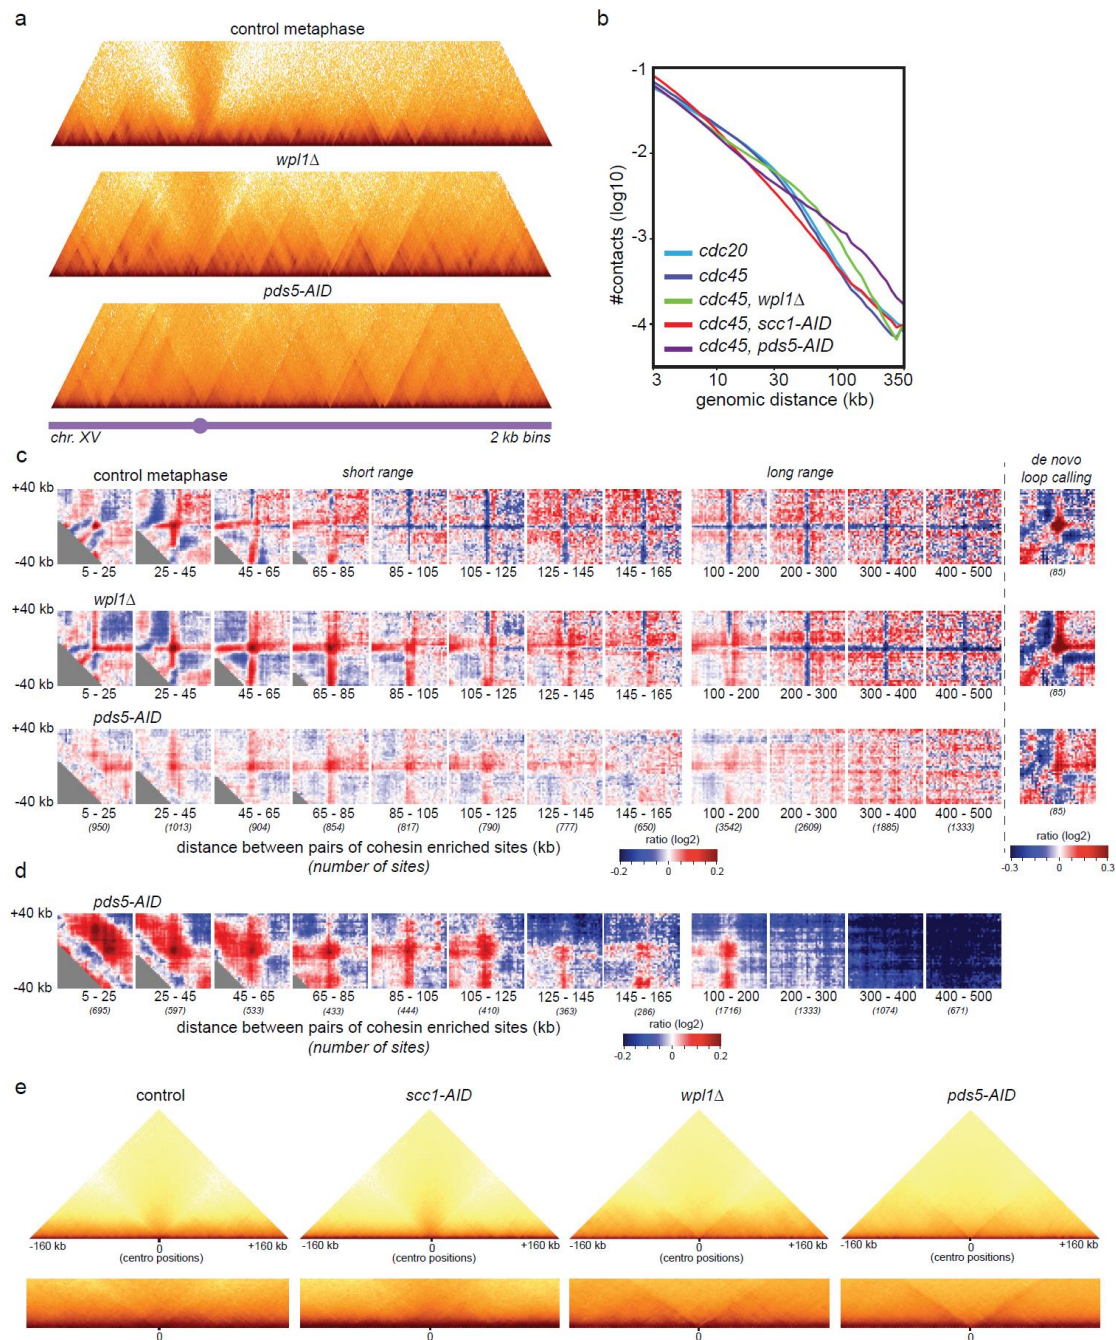 a
control metaphase
wpl1Δ
pds5-AID
chr. XV
2 kb bins
b
-1
-2
-3
-4
#contacts (log10)
cdc20
cdc45
cdc45, wpl1Δ
cdc45, scc1-AID
cdc45, pds5-AID
3 10 30 100 350
genomic distance (kb)
c
control metaphase
short range
long range
de novo
loop calling
+40 kb
-40 kb
5 - 25 25 - 45 45 - 65 65 - 85 85 - 105 105 - 125 125 - 145 145 - 165 100 - 200 200 - 300 300 - 400 400 - 500
(85)
wpl1Δ
+40 kb
-40 kb
5 - 25 25 - 45 45 - 65 65 - 85 85 - 105 105 - 125 125 - 145 145 - 165 100 - 200 200 - 300 300 - 400 400 - 500
(85)
pds5-AID
+40 kb
-40 kb
5 - 25 25 - 45 45 - 65 65 - 85 85 - 105 105 - 125 125 - 145 145 - 165 100 - 200 200 - 300 300 - 400 400 - 500
(85)
(950) (1013) (904) (854) (817) (790) (777) (650) (3542) (2609) (1885) (1333)
distance between pairs of cohesin enriched sites (kb)
(number of sites)
ratio (log2)
-0.2 0 0.2
ratio (log2)
-0.3 0 0.3
d
pds5-AID
+40 kb
-40 kb
5 - 25 25 - 45 45 - 65 65 - 85 85 - 105 105 - 125 125 - 145 145 - 165 100 - 200 200 - 300 300 - 400 400 - 500
(695) (597) (533) (433) (444) (410) (363) (286) (1716) (1333) (1074) (671)
distance between pairs of cohesin enriched sites (kb)
(number of sites)
ratio (log2)
-0.2 0 0.2
e
control
scc1-AID
wpl1Δ
pds5-AID
-160 kb 0 +160 kb -160 kb 0 +160 kb -160 kb 0 +160 kb -160 kb 0 +160 kb
(centro positions) (centro positions) (centro positions) (centro positions)
0 0 0 0